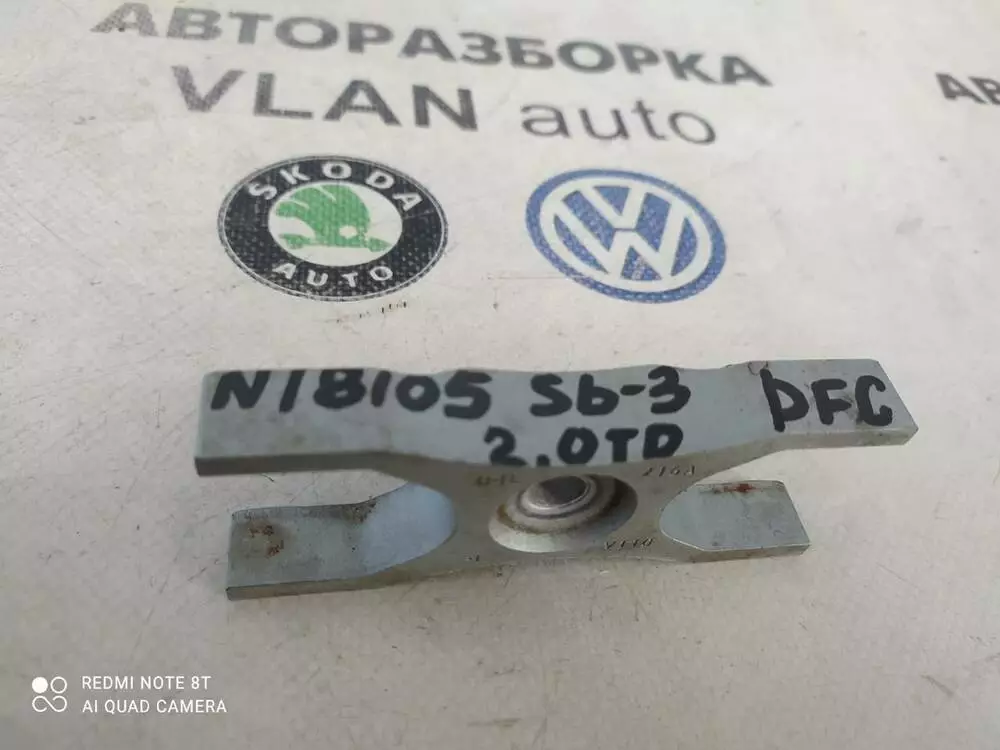 АВТОРАЗБОРКА
VLAN auto
АВ
SKODA
AUTO
N18105 Sb-3 DFC
2.0TD
REDMI NOTE 8T
AI QUAD CAMERA